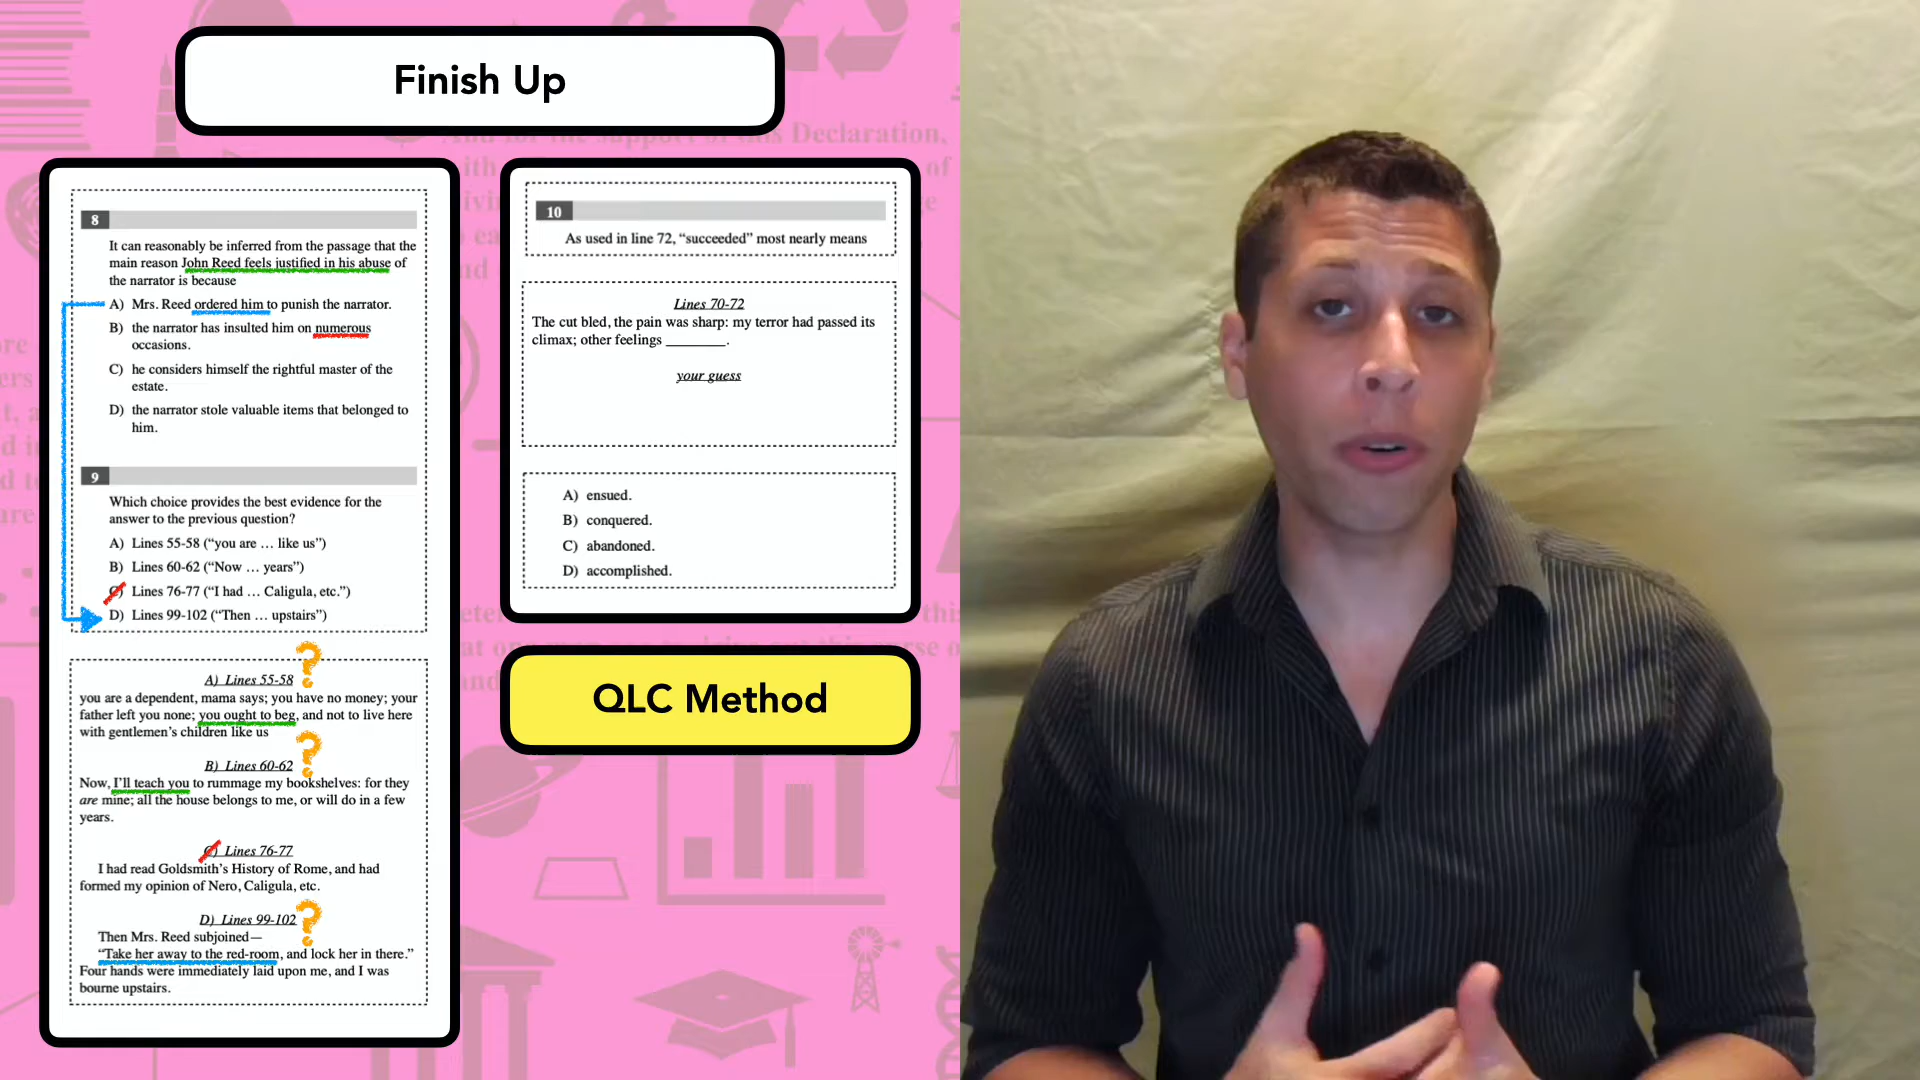 Finish Up
8
It can reasonably be inferred from the passage that the
main reason John Reed feels justified in his abuse of
the narrator is because
A) Mrs. Reed ordered him to punish the narrator.
B) the narrator has insulted him on numerous
occasions.
C) he considers himself the rightful master of the
estate.
D) the narrator stole valuable items that belonged to
him.
9
Which choice provides the best evidence for the
answer to the previous question?
A) Lines 55-58 (“you are … like us”)
B) Lines 60-62 (“Now … years”)
C) Lines 76-77 (“I had … Caligula, etc.”)
D) Lines 99-102 (“Then … upstairs”)
?
A) Lines 55-58
you are a dependent, mama says; you have no money; your
father left you none; you ought to beg, and not to live here
with gentlemen’s children like us
?
B) Lines 60-62
Now, I’ll teach you to rummage my bookshelves: for they
are mine; all the house belongs to me, or will do in a few
years.
C) Lines 76-77
I had read Goldsmith’s History of Rome, and had
formed my opinion of Nero, Caligula, etc.
?
D) Lines 99-102
Then Mrs. Reed subjoined—
“Take her away to the red-room, and lock her in there.”
Four hands were immediately laid upon me, and I was
bourne upstairs.
10
As used in line 72, “succeeded” most nearly means
Lines 70-72
The cut bled, the pain was sharp: my terror had passed its
climax; other feelings ________.
your guess
A) ensued.
B) conquered.
C) abandoned.
D) accomplished.
QLC Method